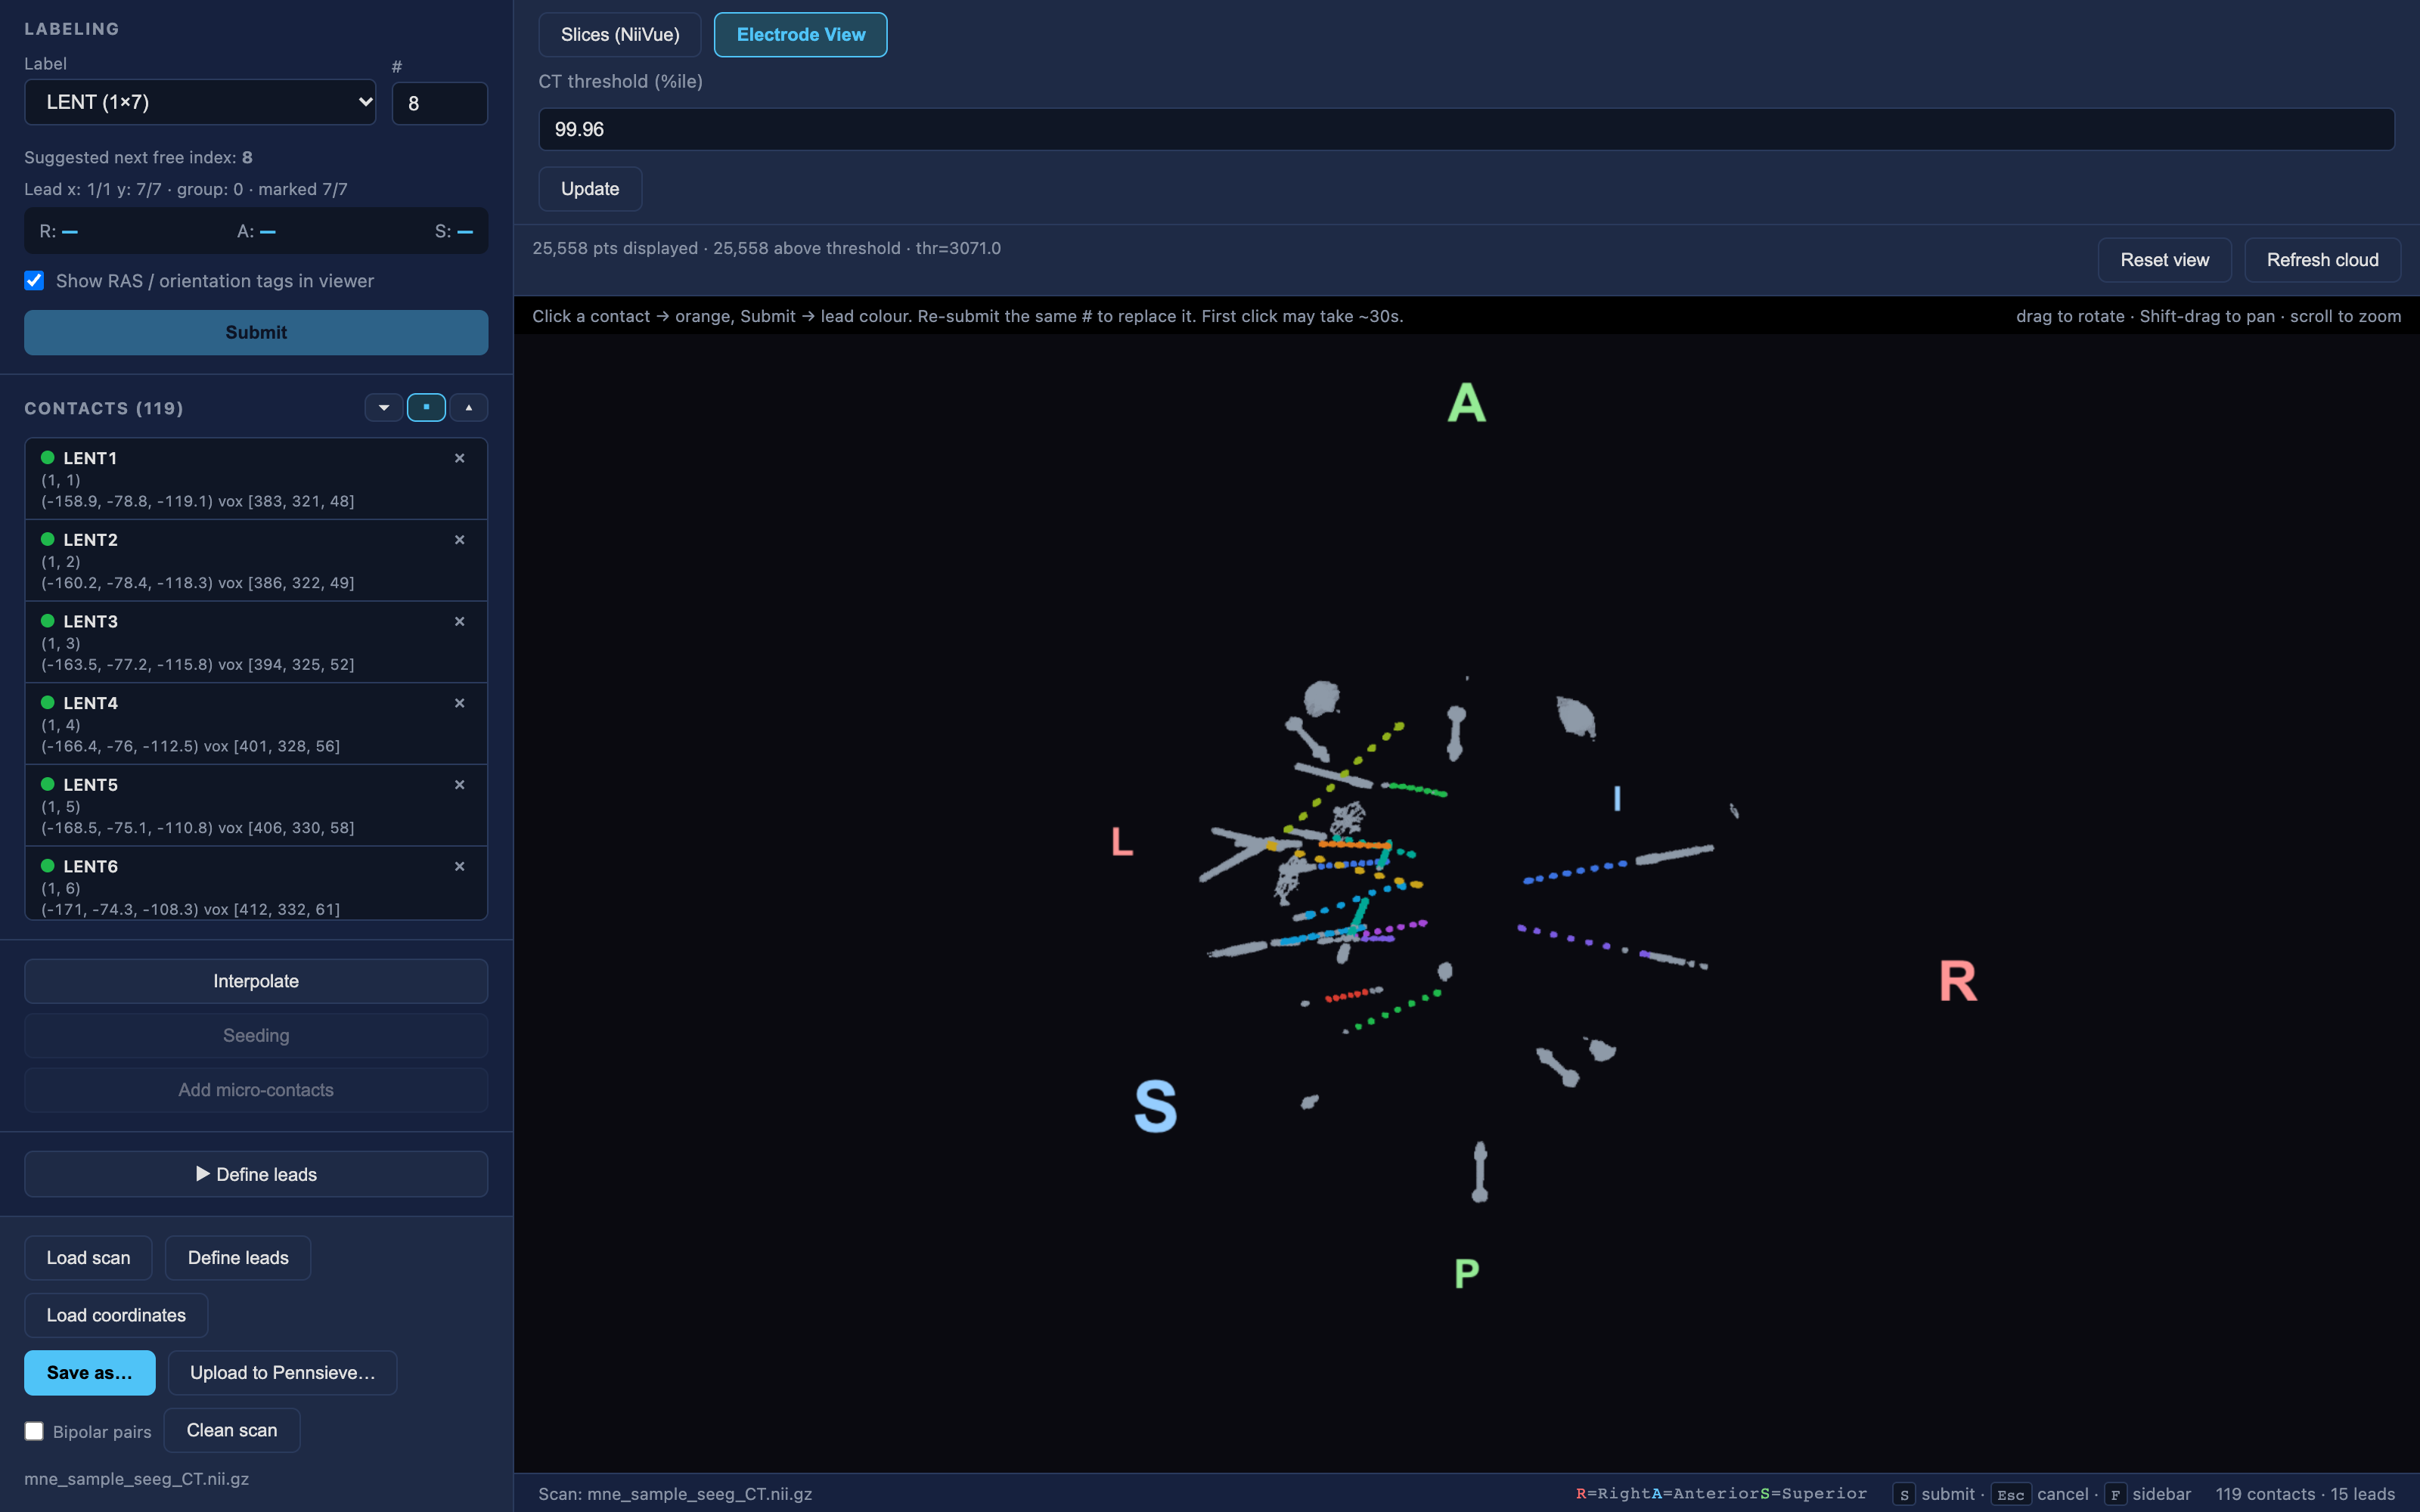 LABELING
Label
#
LENT (1×7)
8
Suggested next free index: 8
Lead x: 1/1 y: 7/7 · group: 0 · marked 7/7
R: —
A: —
S: —
Show RAS / orientation tags in viewer
Submit
CONTACTS (119)
LENT1 ×
(1, 1)
(-158.9, -78.8, -119.1) vox [383, 321, 48]
LENT2 ×
(1, 2)
(-160.2, -78.4, -118.3) vox [386, 322, 49]
LENT3 ×
(1, 3)
(-163.5, -77.2, -115.8) vox [394, 325, 52]
LENT4 ×
(1, 4)
(-166.4, -76, -112.5) vox [401, 328, 56]
LENT5 ×
(1, 5)
(-168.5, -75.1, -110.8) vox [406, 330, 58]
LENT6 ×
(1, 6)
(-171, -74.3, -108.3) vox [412, 332, 61]
Interpolate
Seeding
Add micro-contacts
▶ Define leads
Load scan
Define leads
Load coordinates
Save as…
Upload to Pennsieve…
Bipolar pairs
Clean scan
mne_sample_seeg_CT.nii.gz
Slices (NiiVue)
Electrode View
CT threshold (%ile)
99.96
Update
25,558 pts displayed · 25,558 above threshold · thr=3071.0
Reset view
Refresh cloud
Click a contact → orange, Submit → lead colour. Re-submit the same # to replace it. First click may take ~30s.
drag to rotate · Shift-drag to pan · scroll to zoom
A
I
L
R
S
P
Scan: mne_sample_seeg_CT.nii.gz
R=RightA=AnteriorS=Superior
S submit · Esc cancel · F sidebar
119 contacts · 15 leads